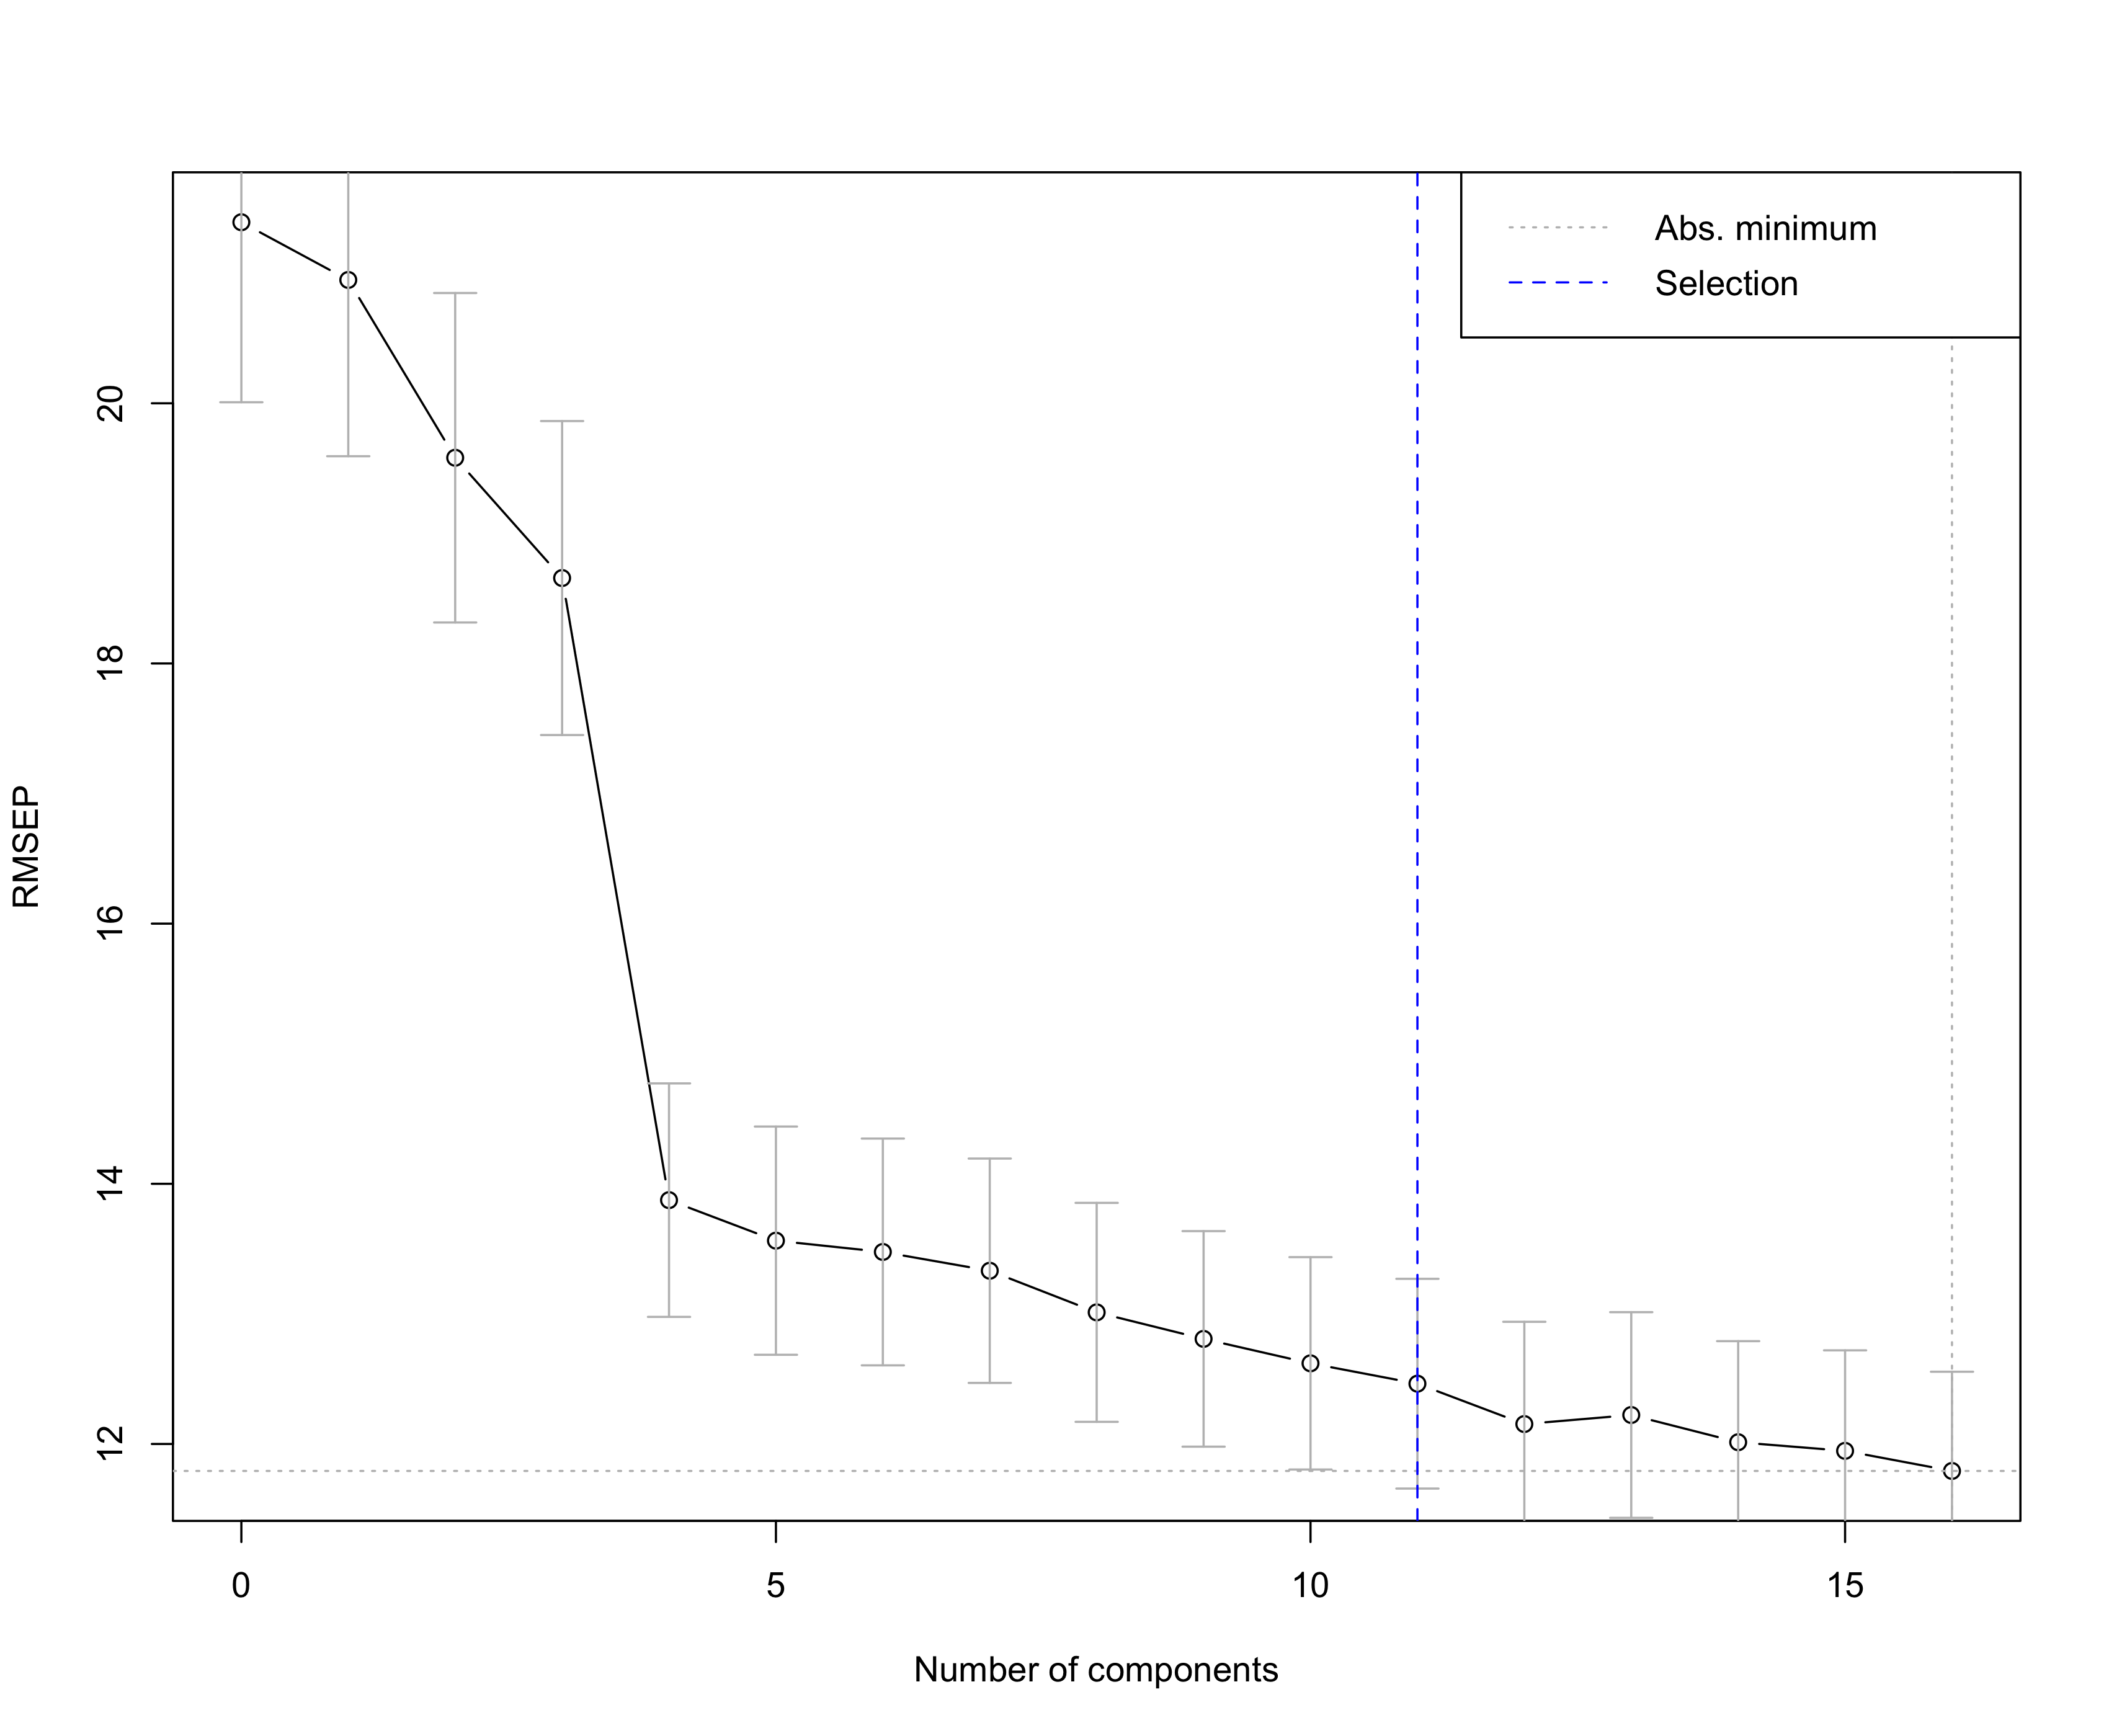 Abs. minimum
Selection
RMSEP
20
18
16
14
12
0 5 10 15
Number of components